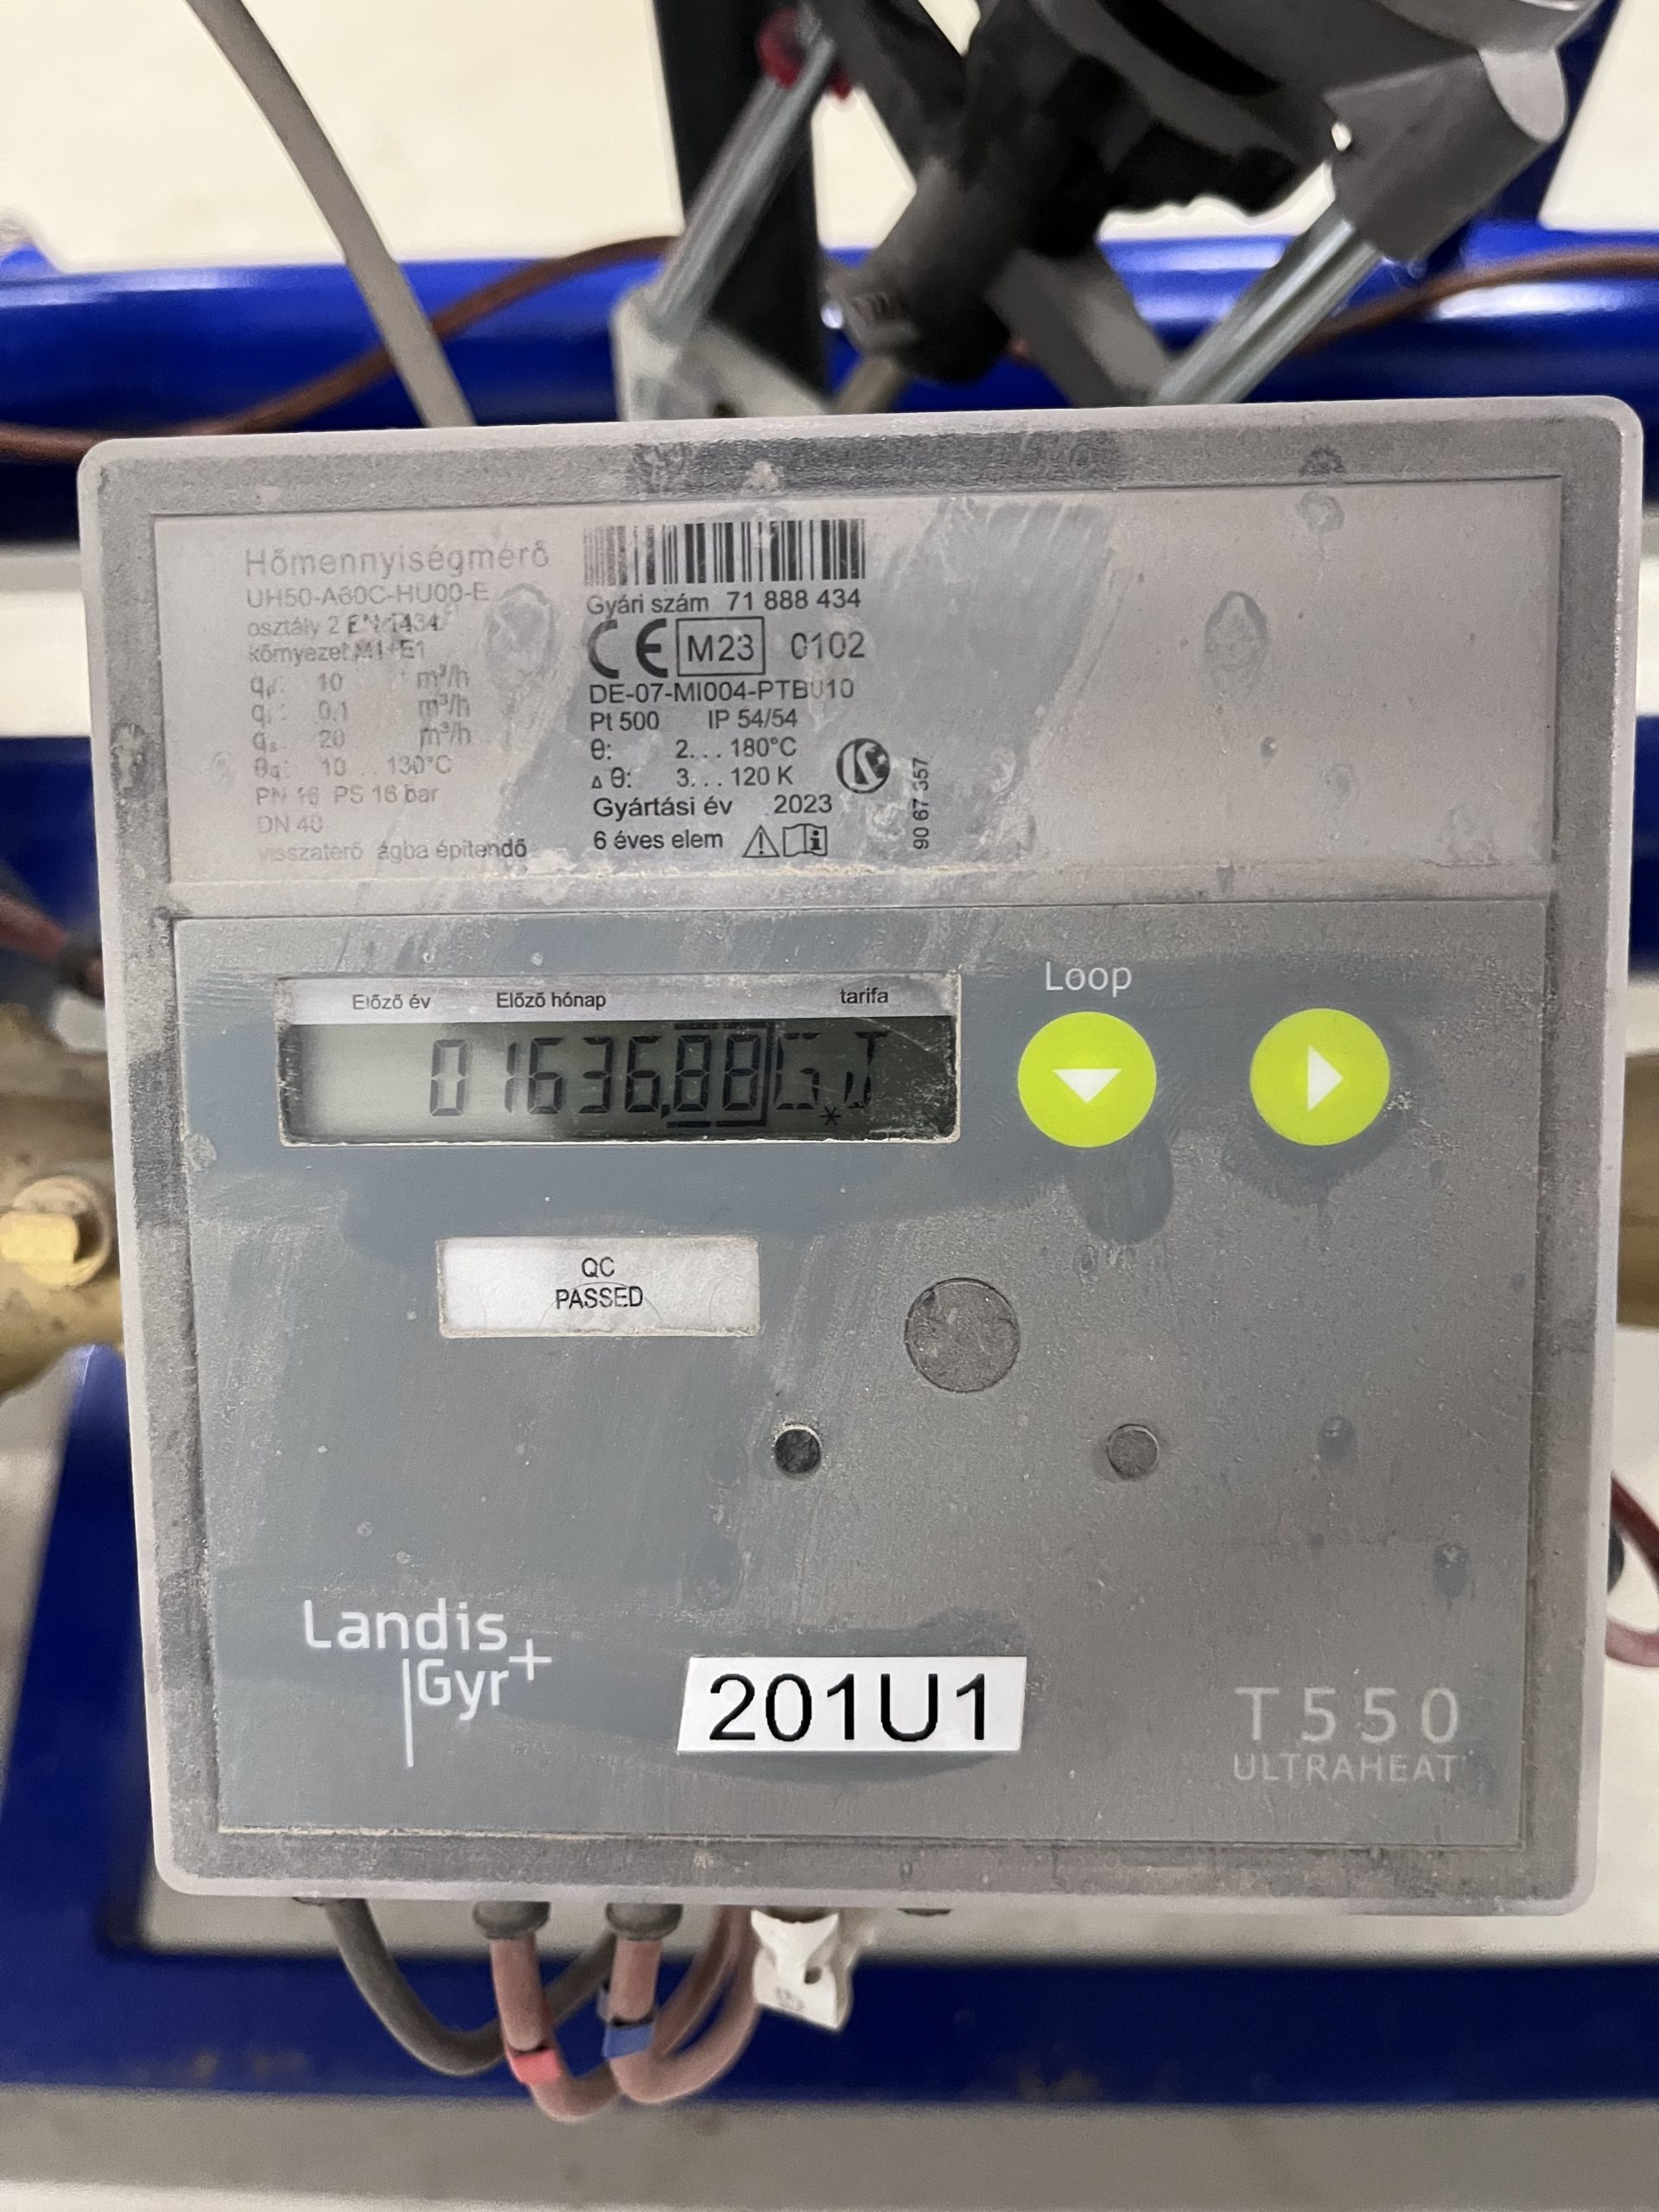 Hőmennyiségmérő
UH50-A60C-HU00-E
osztály 2 EN 1434
környezet M1+E1
10 m³/h
0,1 m³/h
20 m³/h
10 . . 130°C
PN 16 PS 16 bar
DN 40
visszatérő ágba építendő
Gyári szám 71 888 434
CE M23 0102
DE-07-MI004-PTB010
Pt 500 IP 54/54
θ: 2. . . 180°C
Δ θ: 3. . . 120 K
Gyártási év 2023
6 éves elem
90 67 357
Előző év Előző hónap tarifa
01636,88 GJ
Loop
QC
PASSED
Landis
Gyr+
201U1
T550
ULTRAHEAT